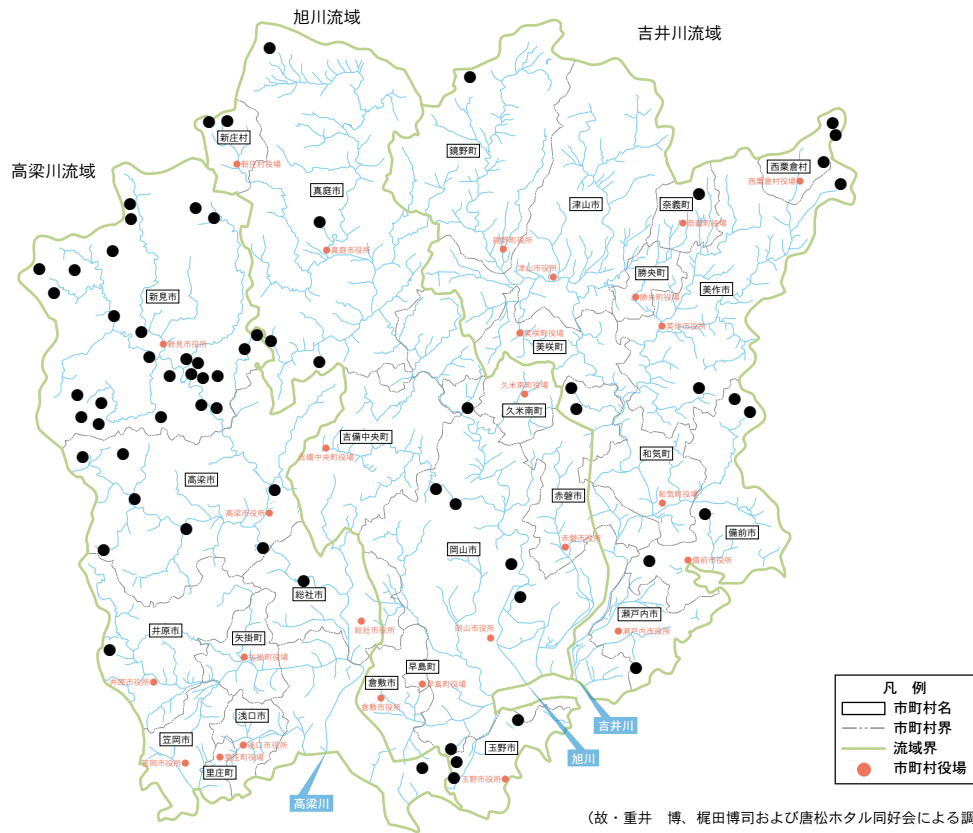 旭川流域
吉井川流域
高梁川流域
新庄村
新庄村役場
真庭市
真庭市役所
鏡野町
鏡野町役所
津山市
津山市役所
奈義町
奈義町役場
西粟倉村
西粟倉村役場
勝央町
勝央町役場
美作市
美作市役所
美咲町役場
美咲町
新見市
新見市役所
久米南町役場
久米南町
吉備中央町
吉備中央町役場
高梁市
高梁市役所
和気町
和気町役場
赤磐市
赤磐市役所
備前市
備前市役所
岡山市
岡山市役所
総社市
総社市役所
瀬戸内市
瀬戸内市役所
井原市
井原市役所
矢掛町
矢掛町役場
早島町
早島町役場
倉敷市
倉敷市役所
浅口市
浅口市役所
笠岡市
笠岡市役所
里庄町
里庄町役場
玉野市
玉野市役所
高梁川
旭川
吉井川
凡 例
市町村名
市町村界
流域界
市町村役場
（故・重井 博、梶田博司および唐松ホタル同好会による調